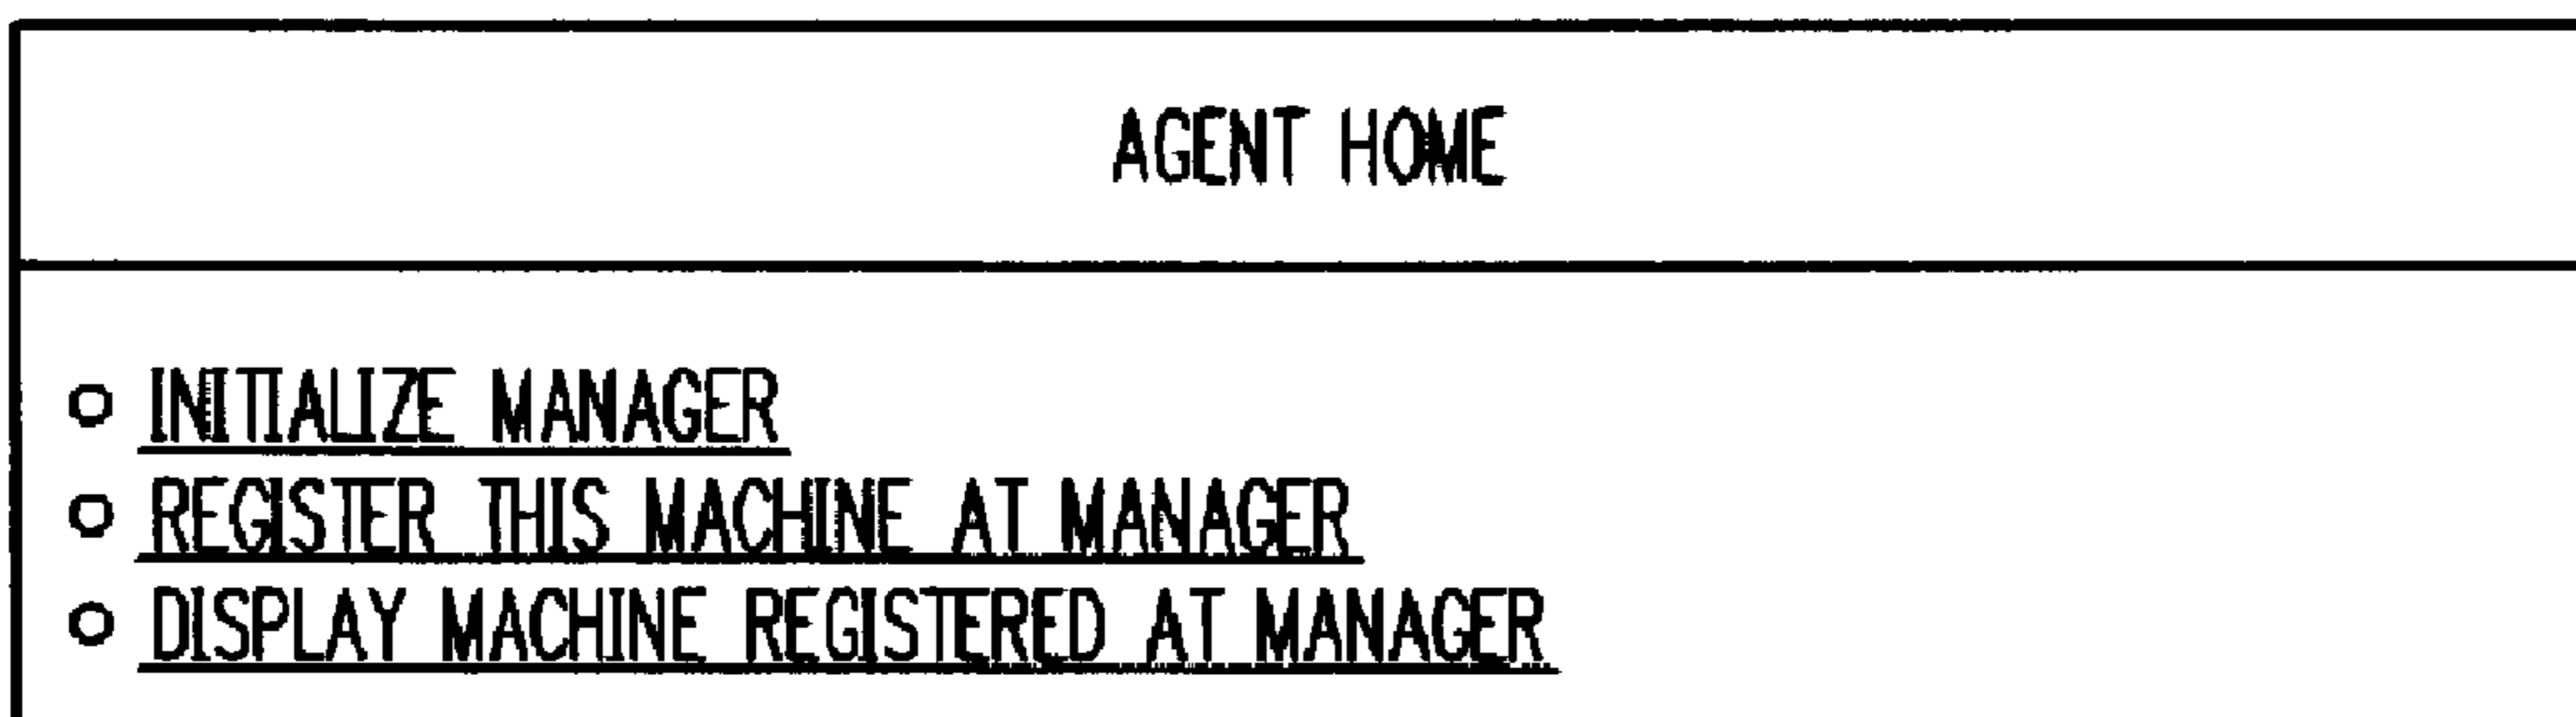 AGENT HOME
INITIALIZE MANAGER
REGISTER THIS MACHINE AT MANAGER
DISPLAY MACHINE REGISTERED AT MANAGER